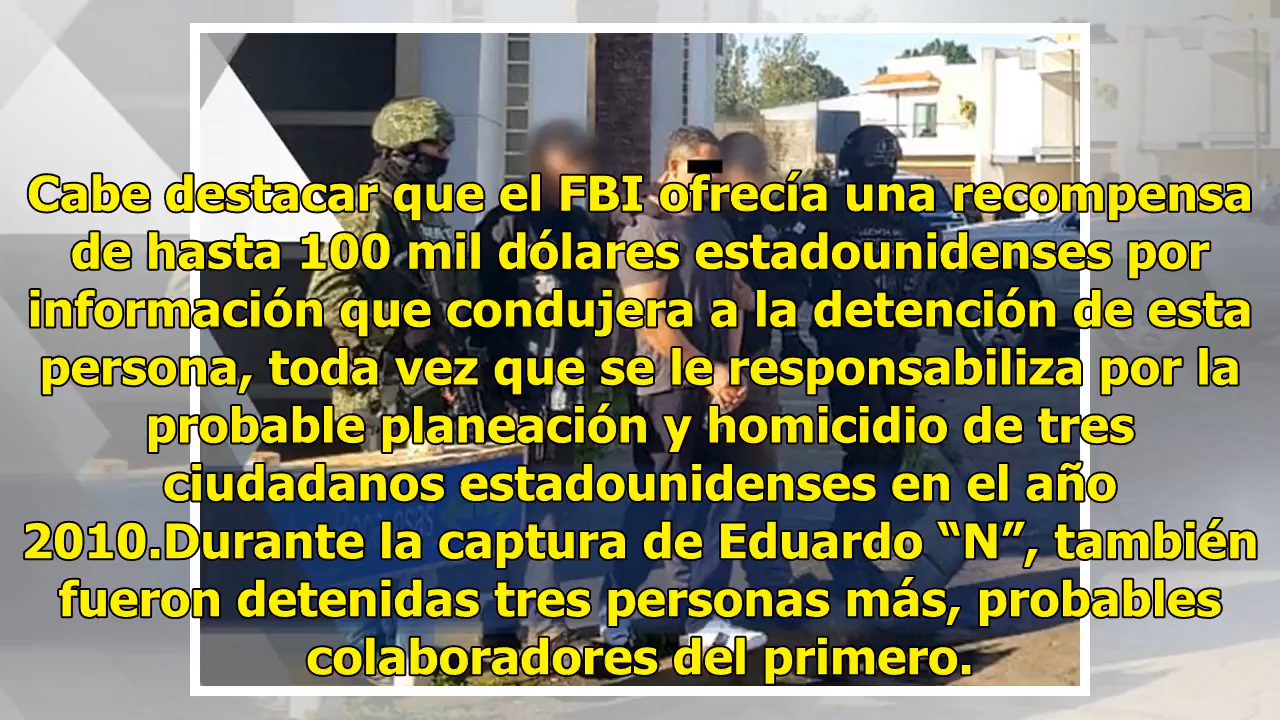 Cabe destacar que el FBI ofrecía una recompensa
de hasta 100 mil dólares estadounidenses por
información que condujera a la detención de esta
persona, toda vez que se le responsabiliza por la
probable planeación y homicidio de tres
ciudadanos estadounidenses en el año
2010.Durante la captura de Eduardo “N”, también
fueron detenidas tres personas más, probables
colaboradores del primero.